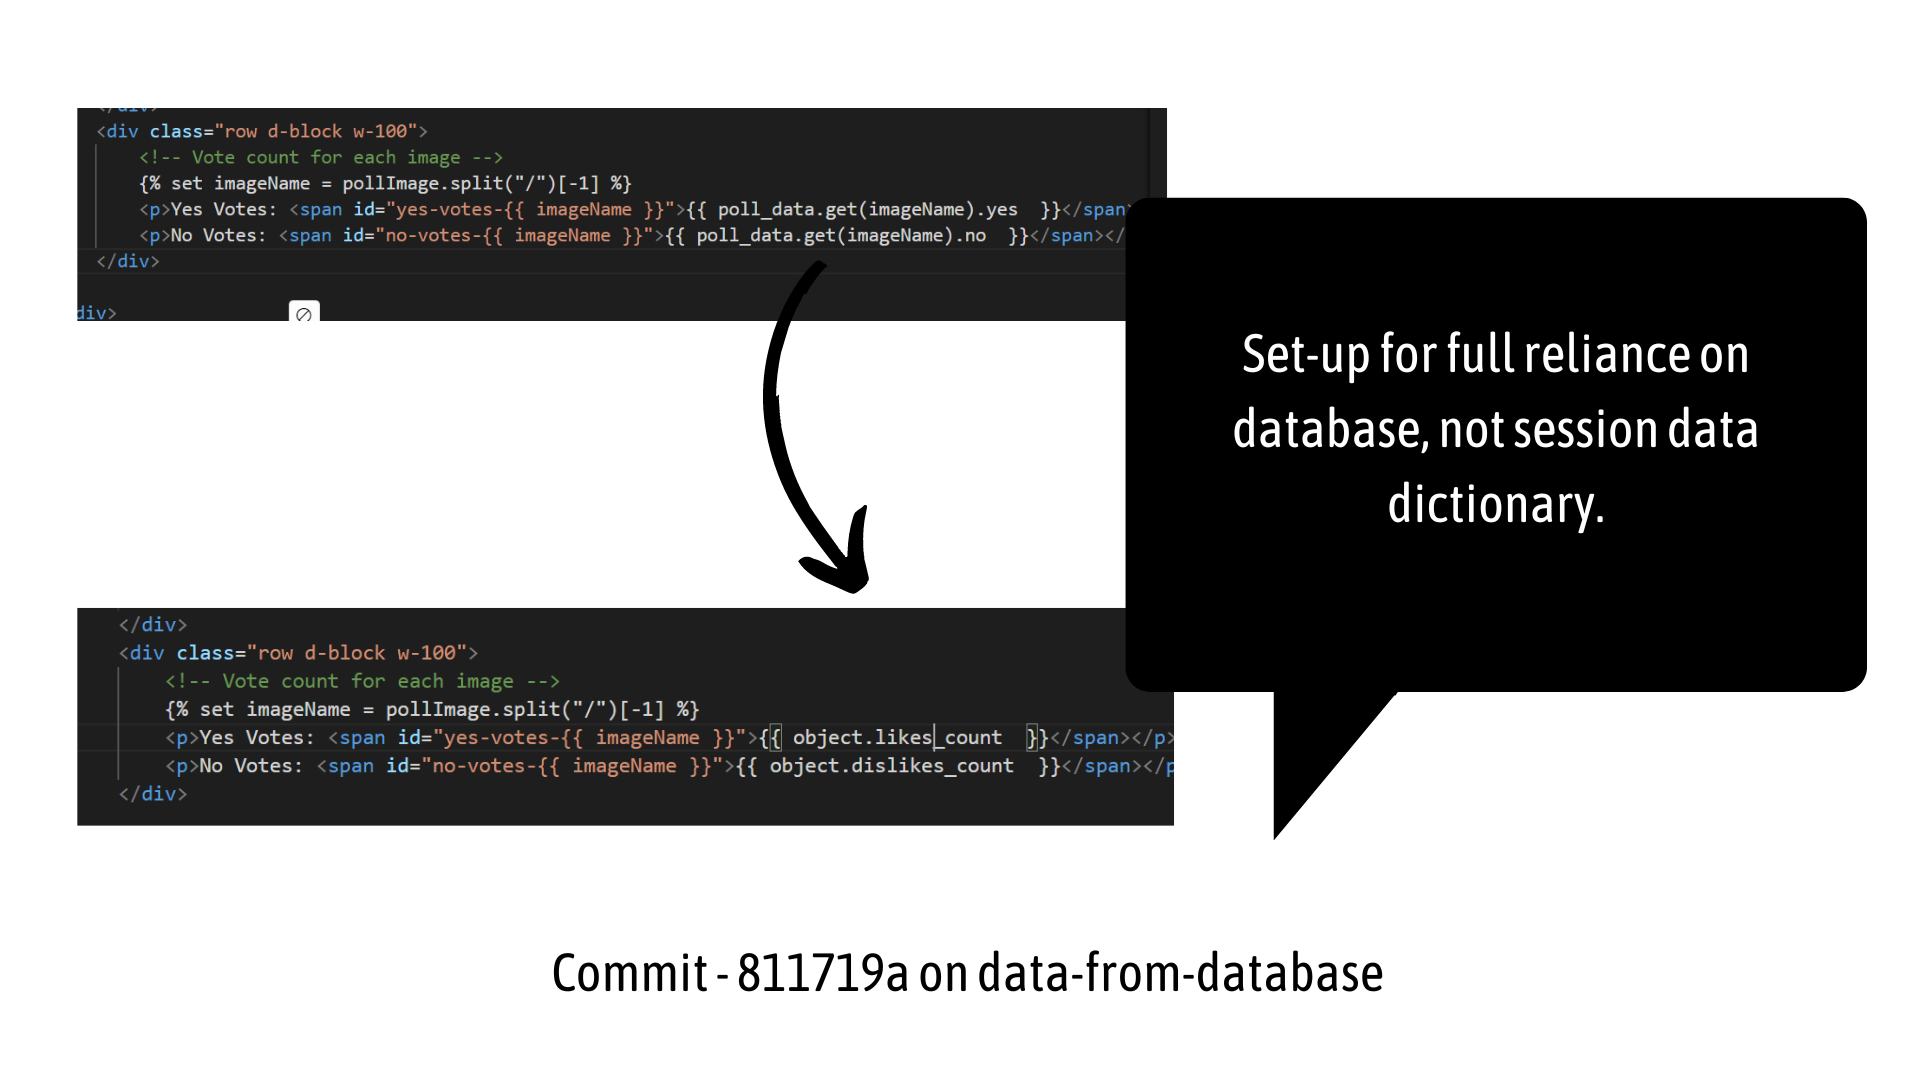 </div>
<div class="row d-block w-100">
<!-- Vote count for each image -->
{% set imageName = pollImage.split("/")[-1] %}
<p>Yes Votes: <span id="yes-votes-{{ imageName }}">{{ poll_data.get(imageName).yes  }}</span>
<p>No Votes: <span id="no-votes-{{ imageName }}">{{ poll_data.get(imageName).no  }}</span></
</div>
div>
Set-up for full reliance on
database, not session data
dictionary.
</div>
<div class="row d-block w-100">
<!-- Vote count for each image -->
{% set imageName = pollImage.split("/")[-1] %}
<p>Yes Votes: <span id="yes-votes-{{ imageName }}">{{ object.likes_count  }}</span></p>
<p>No Votes: <span id="no-votes-{{ imageName }}">{{ object.dislikes_count  }}</span></p
</div>
Commit - 811719a on data-from-database